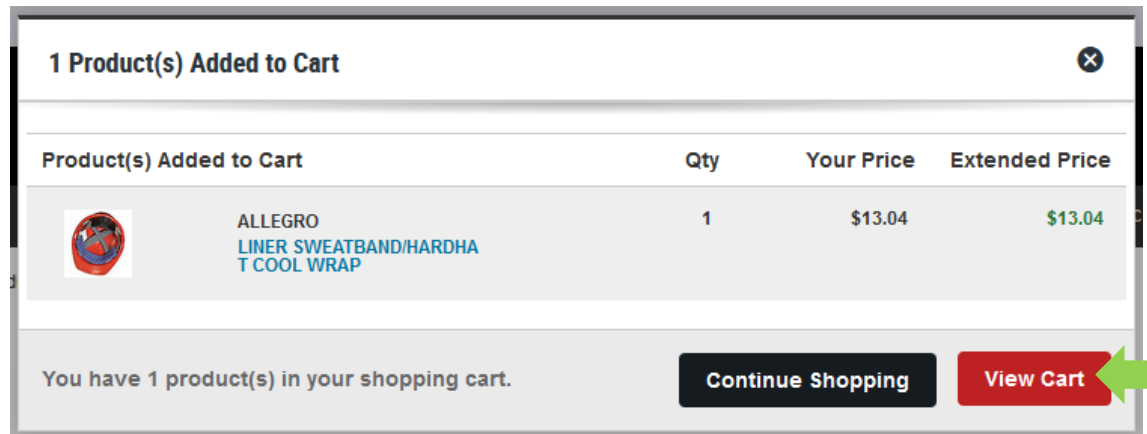 1 Product(s) Added to Cart
Product(s) Added to Cart Qty Your Price Extended Price
ALLEGRO 1 $13.04 $13.04
LINER SWEATBAND/HARDHA
T COOL WRAP
You have 1 product(s) in your shopping cart. Continue Shopping View Cart